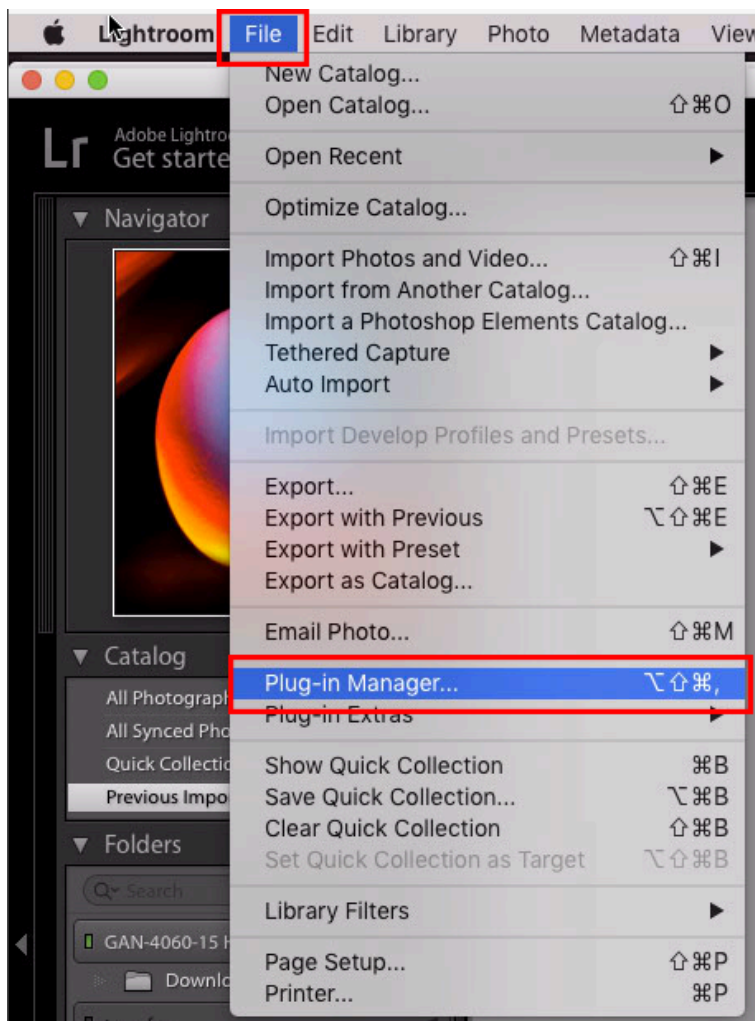 Lightroom File Edit Library Photo Metadata View
Lr Adobe Lightro
Get starte
Navigator
Catalog
All Photograph
All Synced Pho
Quick Collectio
Previous Impo
Folders
Search
GAN-4060-15 H
Downlo
New Catalog...
Open Catalog... ⇧⌘O
Open Recent ▶
Optimize Catalog...
Import Photos and Video... ⇧⌘I
Import from Another Catalog...
Import a Photoshop Elements Catalog...
Tethered Capture ▶
Auto Import ▶
Import Develop Profiles and Presets...
Export... ⇧⌘E
Export with Previous ⌥⇧⌘E
Export with Preset ▶
Export as Catalog...
Email Photo... ⇧⌘M
Plug-in Manager... ⌥⇧⌘,
Plug-in Extras ▶
Show Quick Collection ⌘B
Save Quick Collection... ⌥⌘B
Clear Quick Collection ⇧⌘B
Set Quick Collection as Target ⌥⇧⌘B
Library Filters ▶
Page Setup... ⇧⌘P
Printer... ⌘P